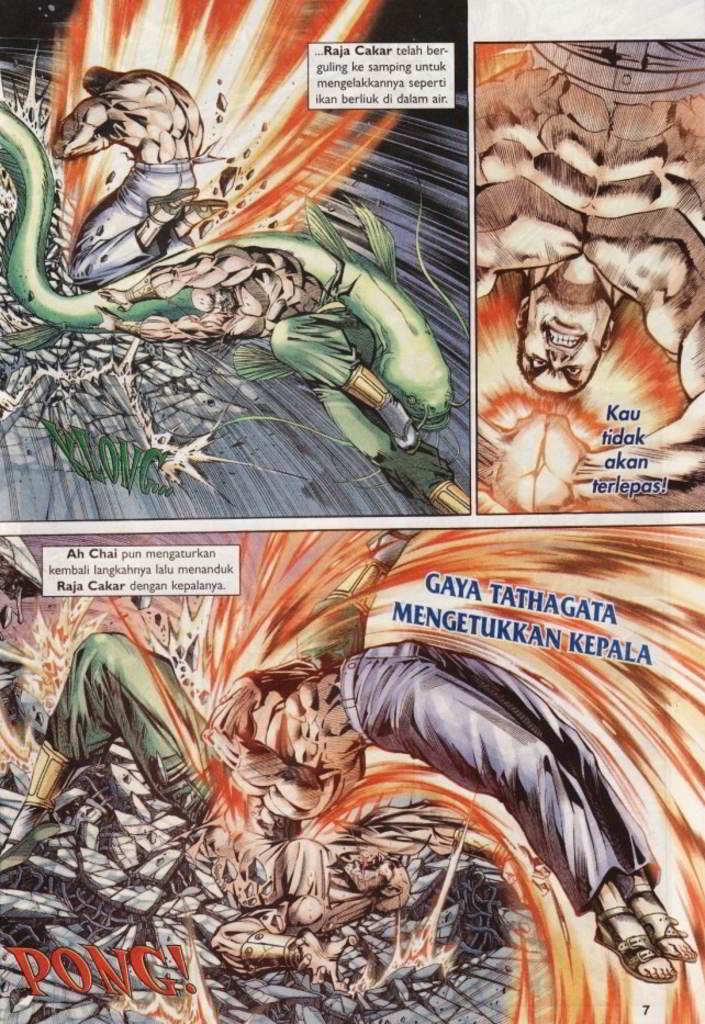 ...Raja Cakar telah ber-
guling ke samping untuk
mengelakkannya seperti
ikan berliuk di dalam air.
Kau
tidak
akan
terlepas!
KLONG...
Ah Chai pun mengaturkan
kembali langkahnya lalu menanduk
Raja Cakar dengan kepalanya.
GAYA TATHAGATA
MENGETUKKAN KEPALA
PONG!
7